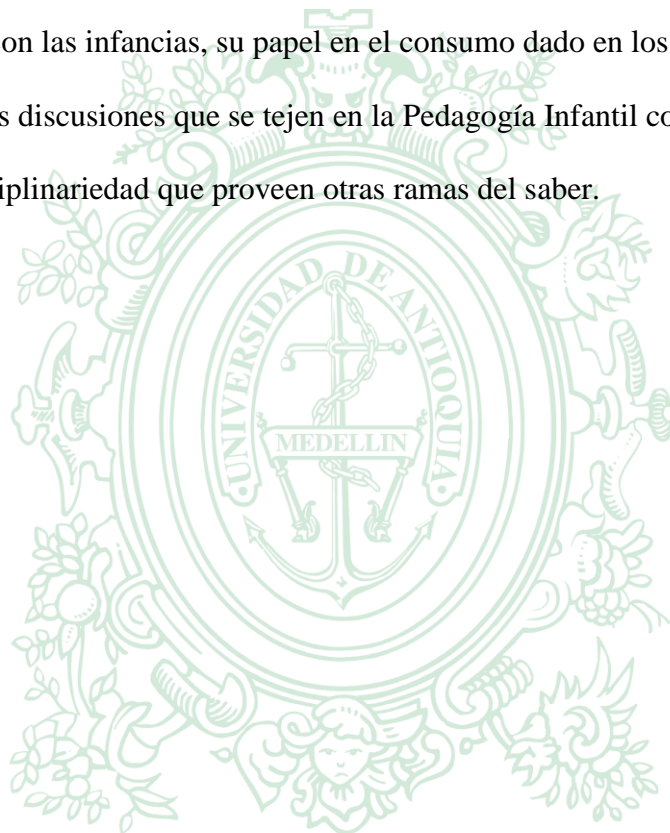 on las infancias, su papel en el consumo dado en los
s discusiones que se tejen en la Pedagogía Infantil co
iplinariedad que proveen otras ramas del saber.
UNIVERSIDAD DE ANTIOQUIA
MEDELLIN